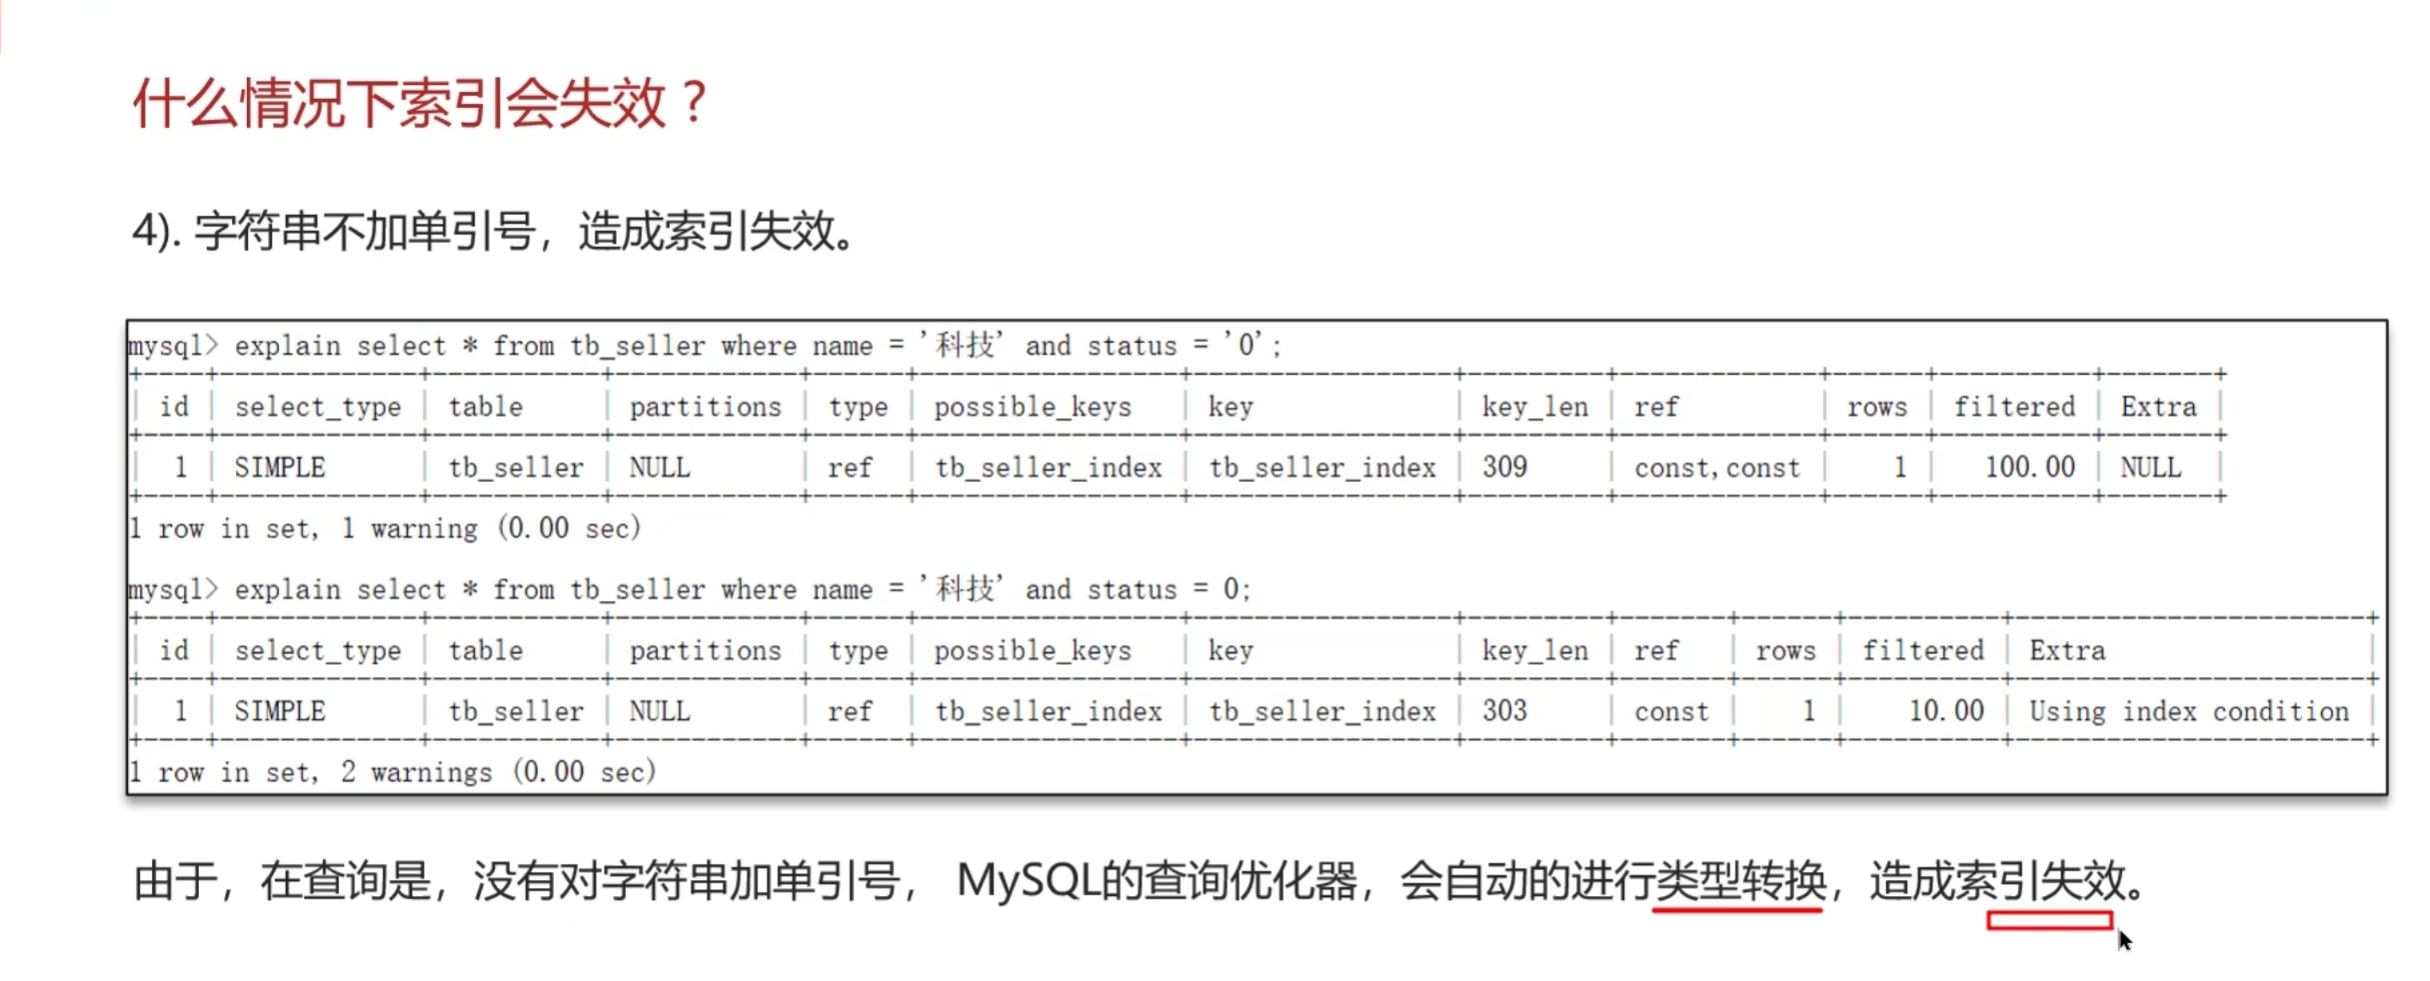 什么情况下索引会失效？
4). 字符串不加单引号，造成索引失效。
mysql> explain select * from tb_seller where name = '科技' and status = '0';
+----+-------------+-----------+------------+------+-----------------+-----------------+---------+-------------+------+----------+-------+
| id | select_type | table | partitions | type | possible_keys | key | key_len | ref | rows | filtered | Extra |
+----+-------------+-----------+------------+------+-----------------+-----------------+---------+-------------+------+----------+-------+
| 1 | SIMPLE | tb_seller | NULL | ref | tb_seller_index | tb_seller_index | 309 | const,const | 1 | 100.00 | NULL |
+----+-------------+-----------+------------+------+-----------------+-----------------+---------+-------------+------+----------+-------+
1 row in set, 1 warning (0.00 sec)
mysql> explain select * from tb_seller where name = '科技' and status = 0;
+----+-------------+-----------+------------+------+-----------------+-----------------+---------+-------+------+----------+-----------------------+
| id | select_type | table | partitions | type | possible_keys | key | key_len | ref | rows | filtered | Extra |
+----+-------------+-----------+------------+------+-----------------+-----------------+---------+-------+------+----------+-----------------------+
| 1 | SIMPLE | tb_seller | NULL | ref | tb_seller_index | tb_seller_index | 303 | const | 1 | 10.00 | Using index condition |
+----+-------------+-----------+------------+------+-----------------+-----------------+---------+-------+------+----------+-----------------------+
1 row in set, 2 warnings (0.00 sec)
由于，在查询是，没有对字符串加单引号， MySQL的查询优化器，会自动的进行类型转换，造成索引失效。